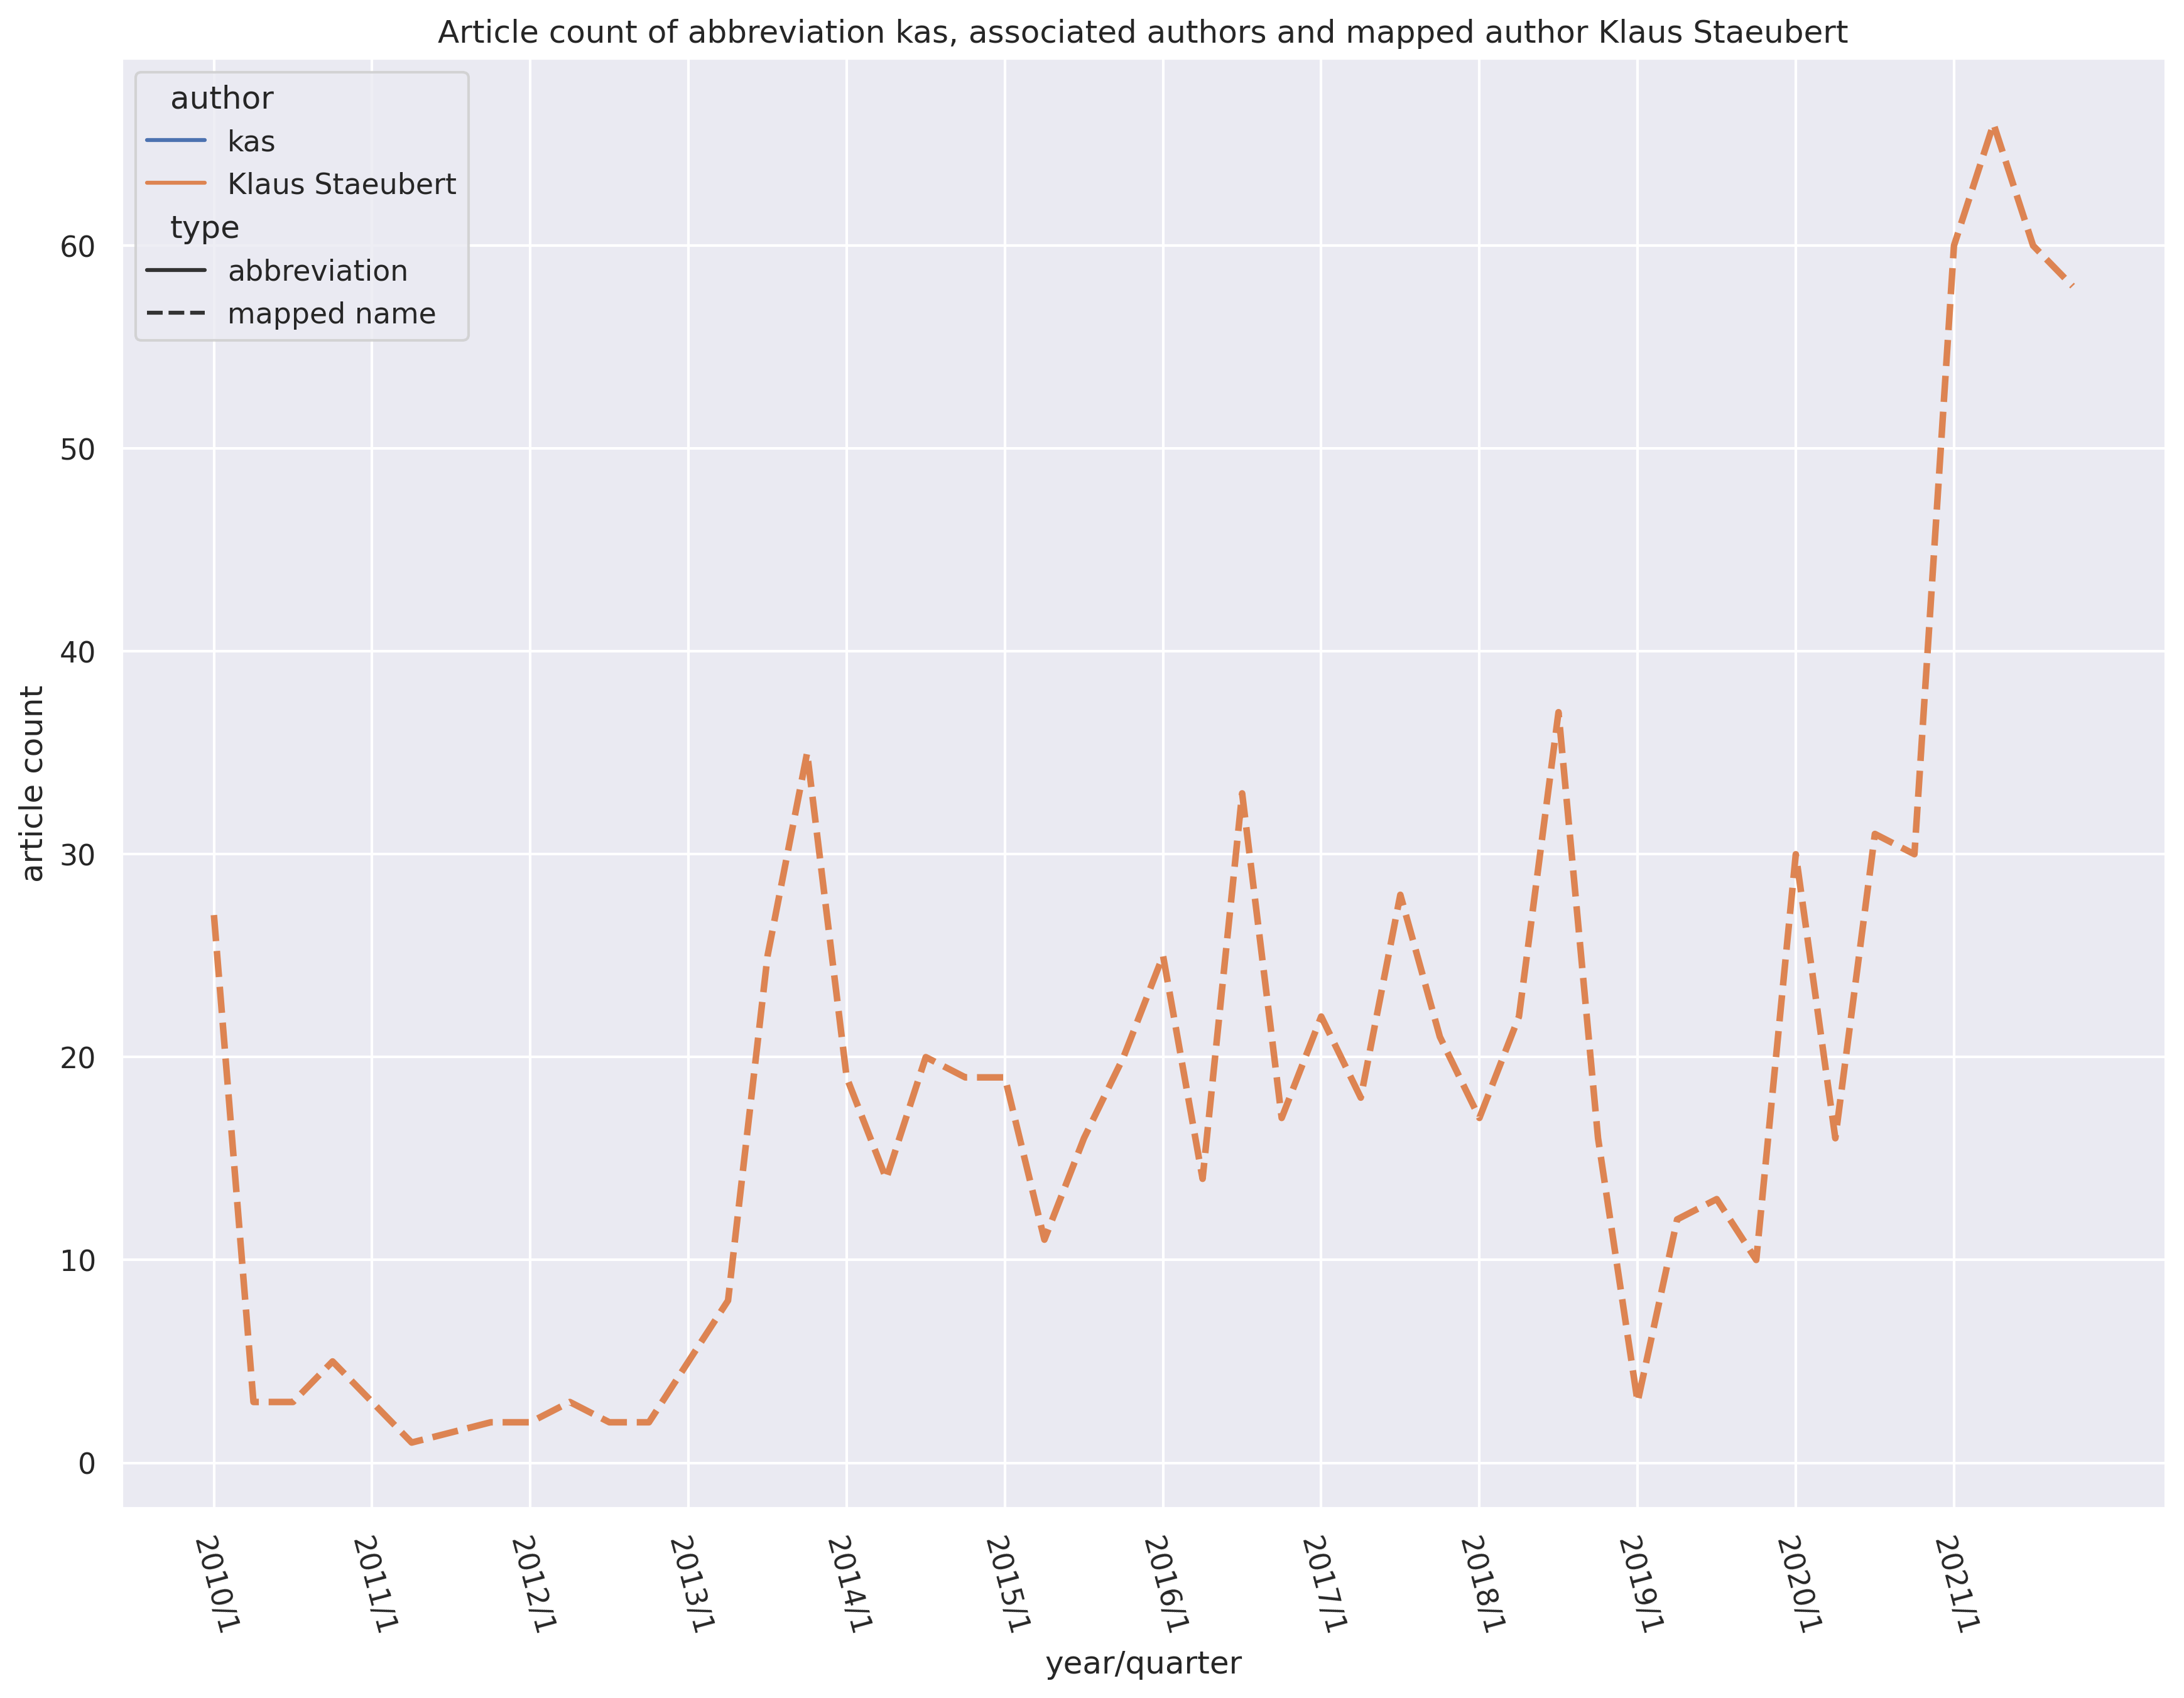 Article count of abbreviation kas, associated authors and mapped author Klaus Staeubert
author
kas
Klaus Staeubert
type
abbreviation
mapped name
article count
60
50
40
30
20
10
0
2010/1
2011/1
2012/1
2013/1
2014/1
2015/1
2016/1
2017/1
2018/1
2019/1
2020/1
2021/1
year/quarter